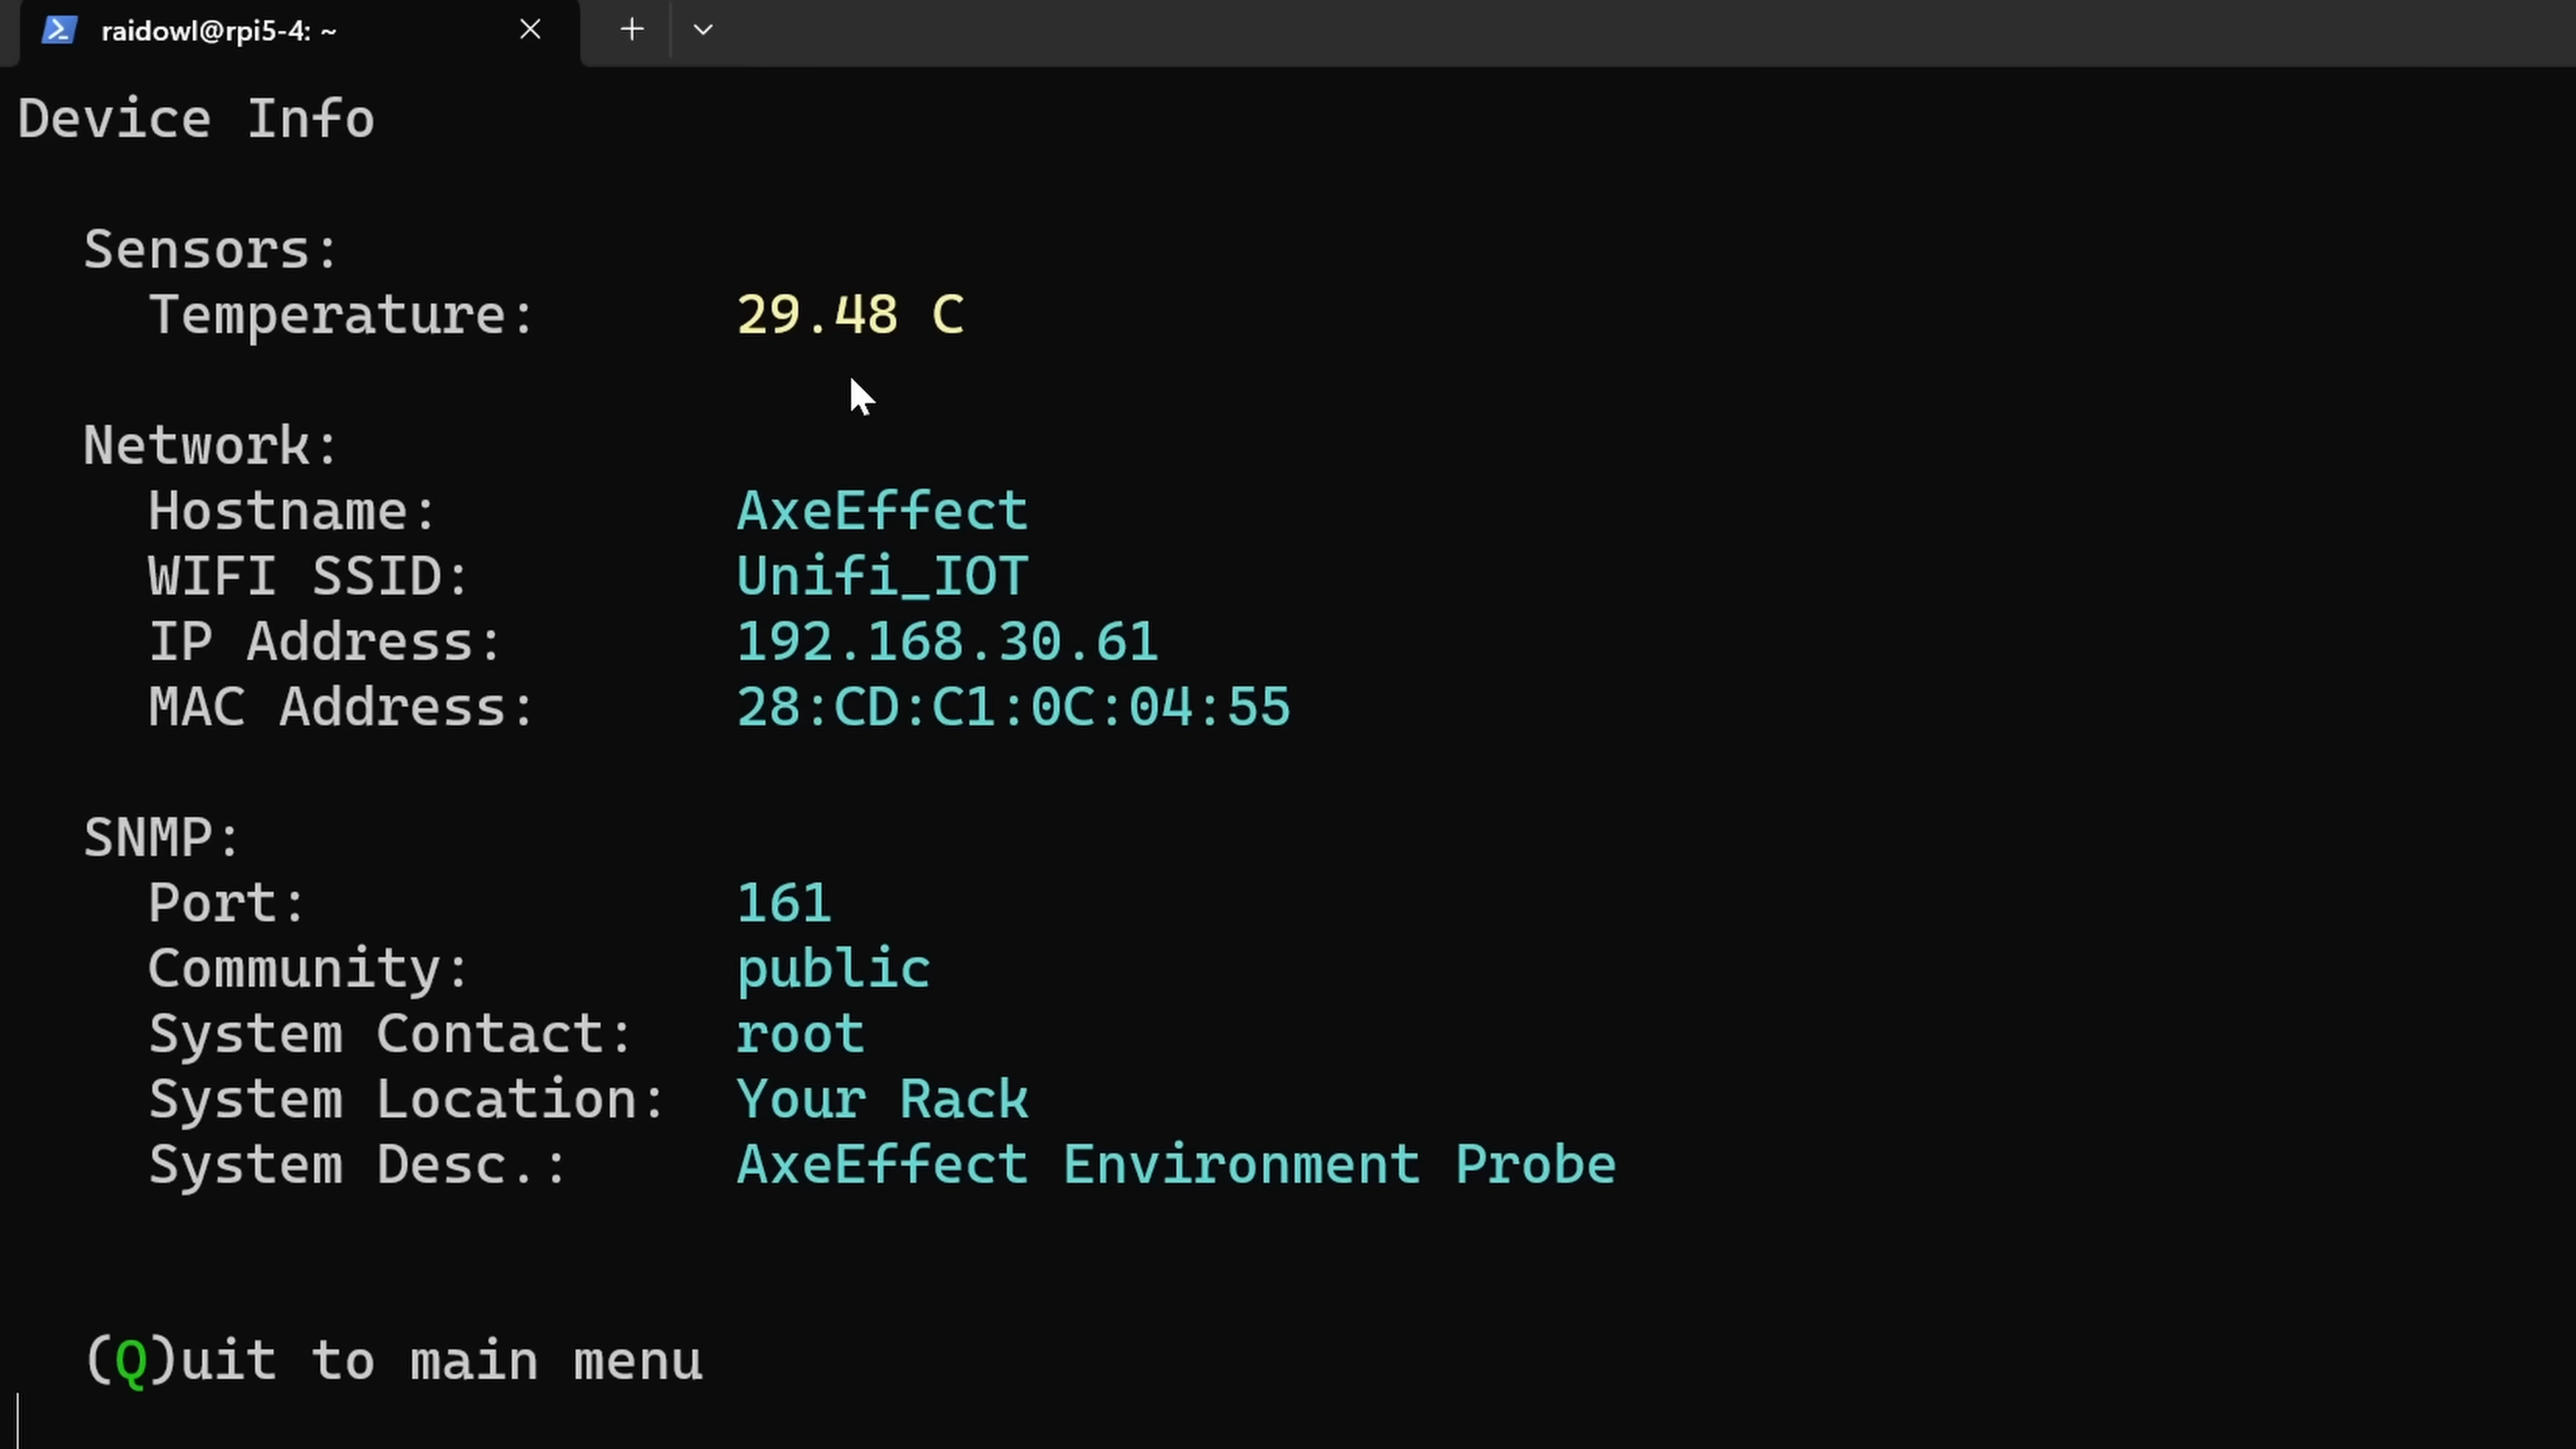 raidowl@rpi5-4: ~
Device Info
Sensors:
Temperature: 29.48 C
Network:
Hostname: AxeEffect
WIFI SSID: Unifi_IOT
IP Address: 192.168.30.61
MAC Address: 28:CD:C1:0C:04:55
SNMP:
Port: 161
Community: public
System Contact: root
System Location: Your Rack
System Desc.: AxeEffect Environment Probe
(Q)uit to main menu